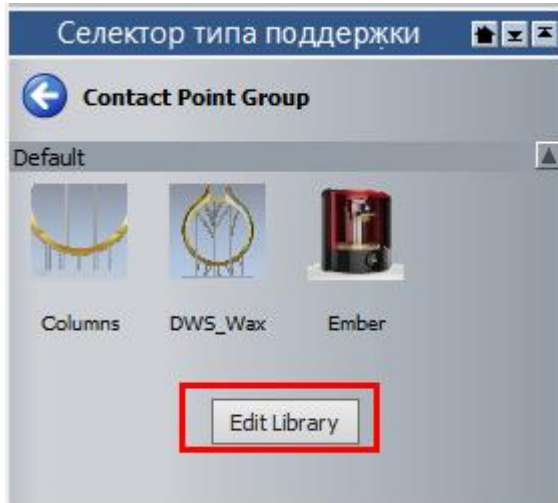 Селектор типа поддержки
Contact Point Group
Default
Columns DWS_Wax Ember
Edit Library